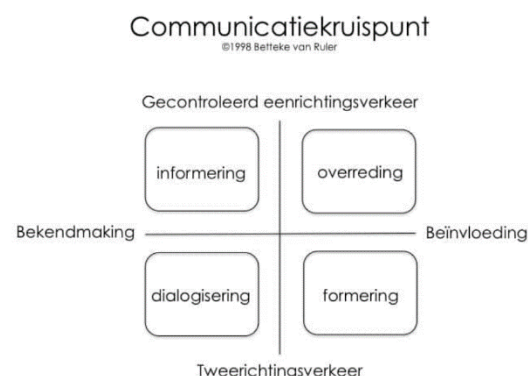 Communicatiekruispunt
©1998 Betteke van Ruler
Gecontroleerd eenrichtingsverkeer
informering
overreding
Bekendmaking
Beïnvloeding
dialogisering
formering
Tweerichtingsverkeer